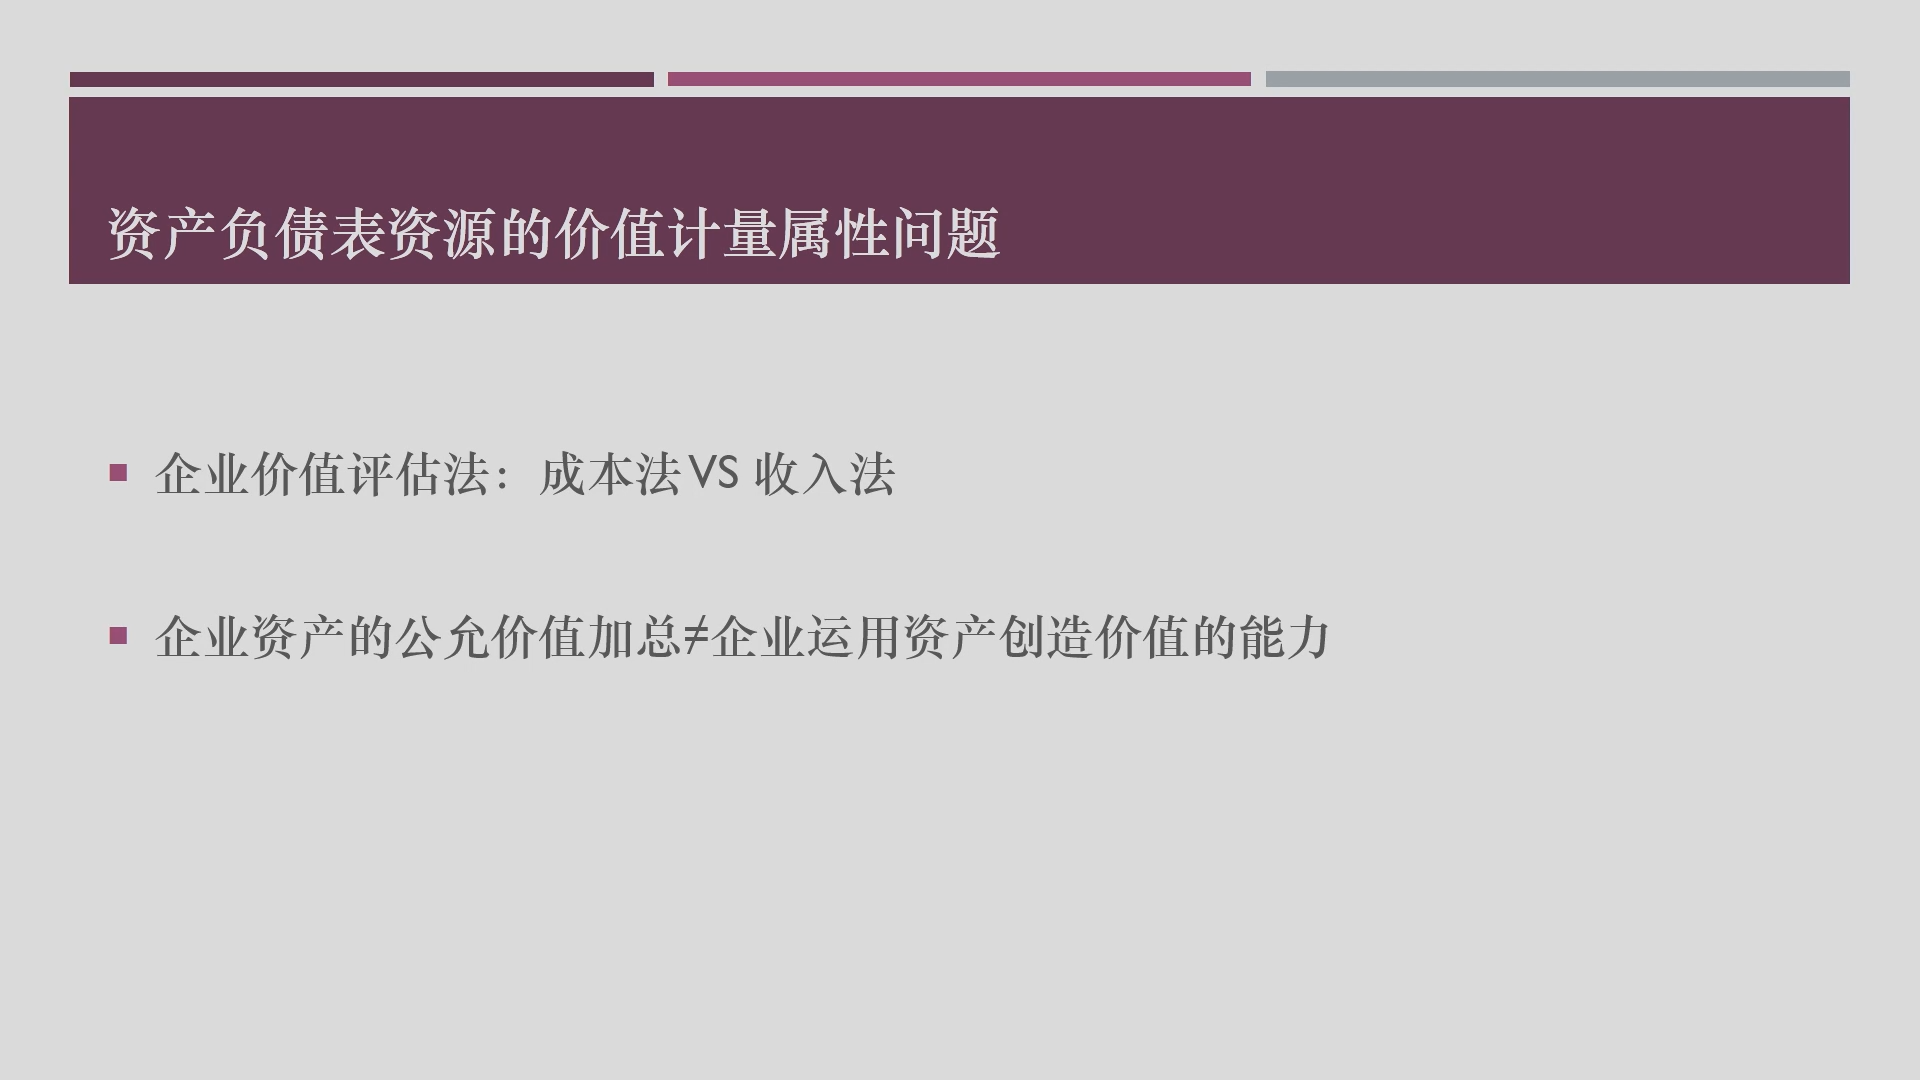 资产负债表资源的价值计量属性问题
企业价值评估法：成本法VS 收入法
企业资产的公允价值加总≠企业运用资产创造价值的能力